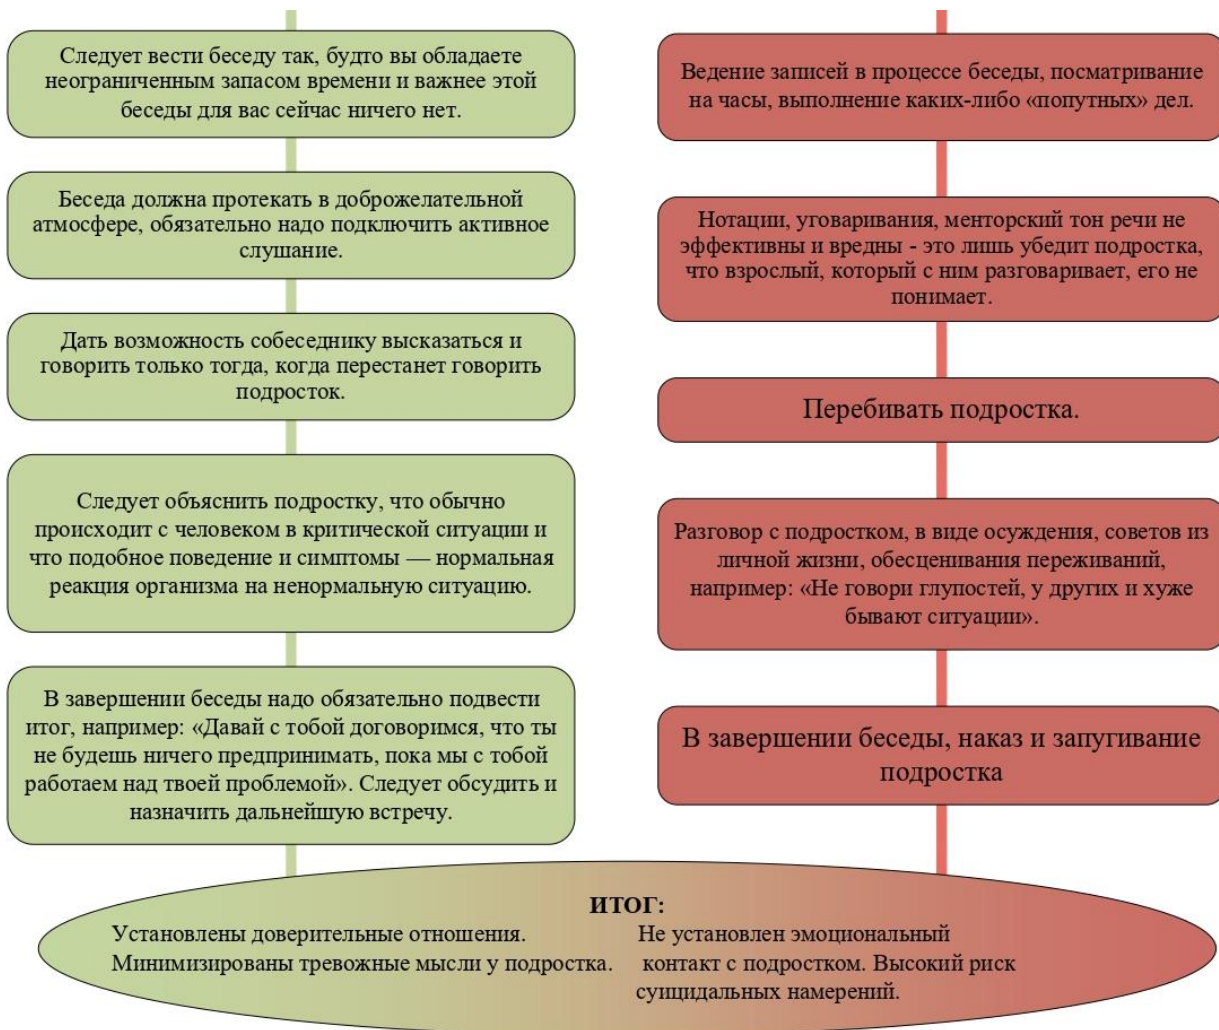 Следует вести беседу так, будто вы обладаете
неограниченным запасом времени и важнее этой
беседы для вас сейчас ничего нет.
Беседа должна протекать в доброжелательной
атмосфере, обязательно надо подключить активное
слушание.
Дать возможность собеседнику высказаться и
говорить только тогда, когда перестанет говорить
подросток.
Следует объяснить подростку, что обычно
происходит с человеком в критической ситуации и
что подобное поведение и симптомы — нормальная
реакция организма на ненормальную ситуацию.
В завершении беседы надо обязательно подвести
итог, например: «Давай с тобой договоримся, что ты
не будешь ничего предпринимать, пока мы с тобой
работаем над твоей проблемой». Следует обсудить и
назначить дальнейшую встречу.
Ведение записей в процессе беседы, посматривание
на часы, выполнение каких-либо «попутных» дел.
Нотации, уговаривания, менторский тон речи не
эффективны и вредны - это лишь убедит подростка,
что взрослый, который с ним разговаривает, его не
понимает.
Перебивать подростка.
Разговор с подростком, в виде осуждения, советов из
личной жизни, обесценивания переживаний,
например: «Не говори глупостей, у других и хуже
бывают ситуации».
В завершении беседы, наказ и запугивание
подростка
ИТОГ:
Установлены доверительные отношения.
Минимизированы тревожные мысли у подростка.
Не установлен эмоциональный
контакт с подростком. Высокий риск
суицидальных намерений.